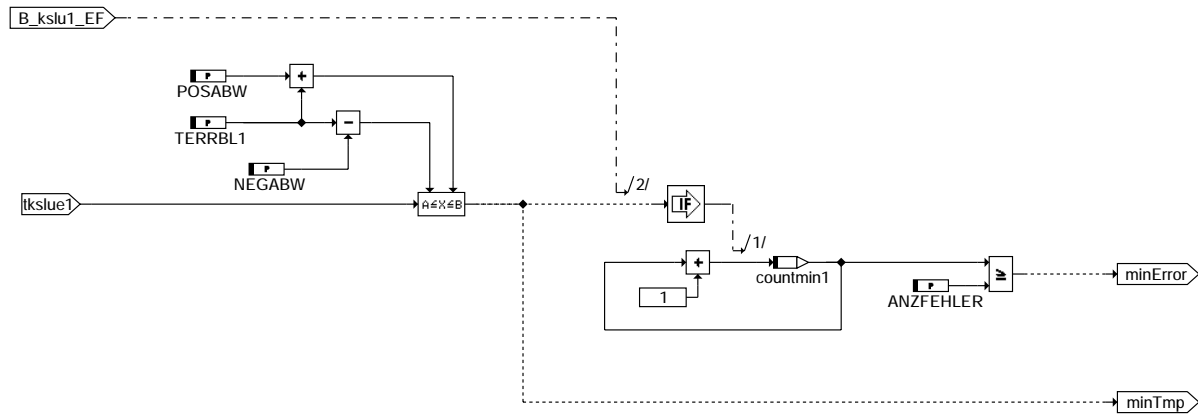 B_kslu1_EF
P
+
POSABW
P
TERRBL1
−
P
NEGABW
/2/
tkslue1
A≤X≤B
IF
/1/
+
countmin1
1
P
ANZFEHLER
≥
minError
minTmp